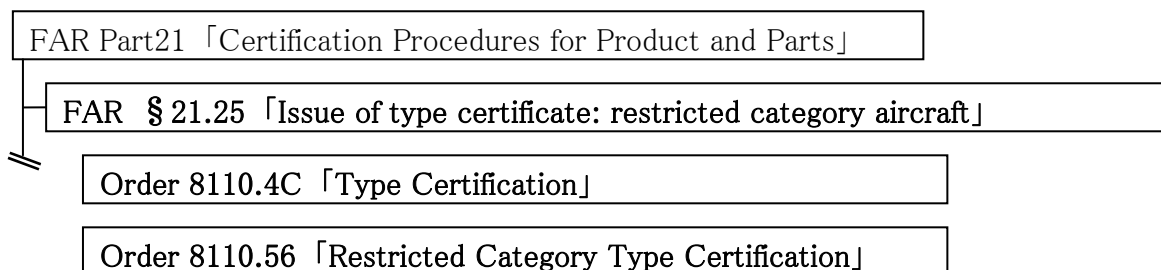 FAR Part21「Certification Procedures for Product and Parts」
FAR §21.25「Issue of type certificate: restricted category aircraft」
Order 8110.4C「Type Certification」
Order 8110.56「Restricted Category Type Certification」